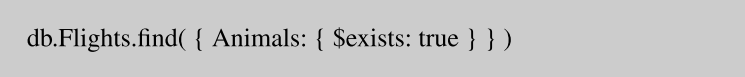 db.Flights.find( { Animals: { $exists: true } } )